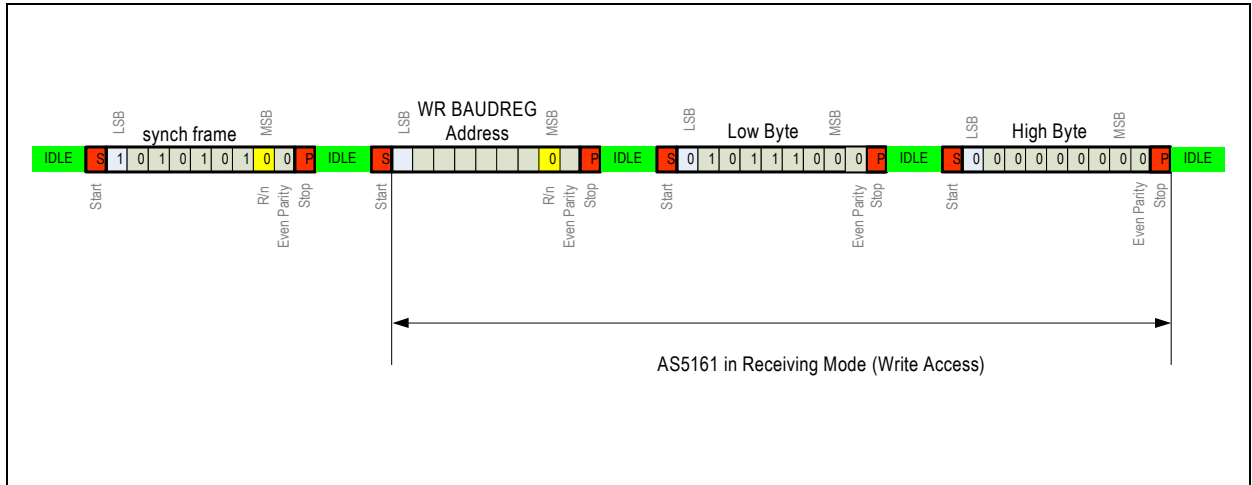 LSB
synch frame
MSB
WR BAUDREG
Address
LSB
MSB
LSB
Low Byte
MSB
LSB
High Byte
MSB
IDLE S 1 0 1 0 1 0 1 0 0 P IDLE S 0 P IDLE S 0 1 0 1 1 1 0 0 0 P IDLE S 0 0 0 0 0 0 0 0 0 P IDLE
Start
R/n
Even Parity
Stop
Start
R/n
Even Parity
Stop
Start
Even Parity
Stop
Start
Even Parity
Stop
AS5161 in Receiving Mode (Write Access)